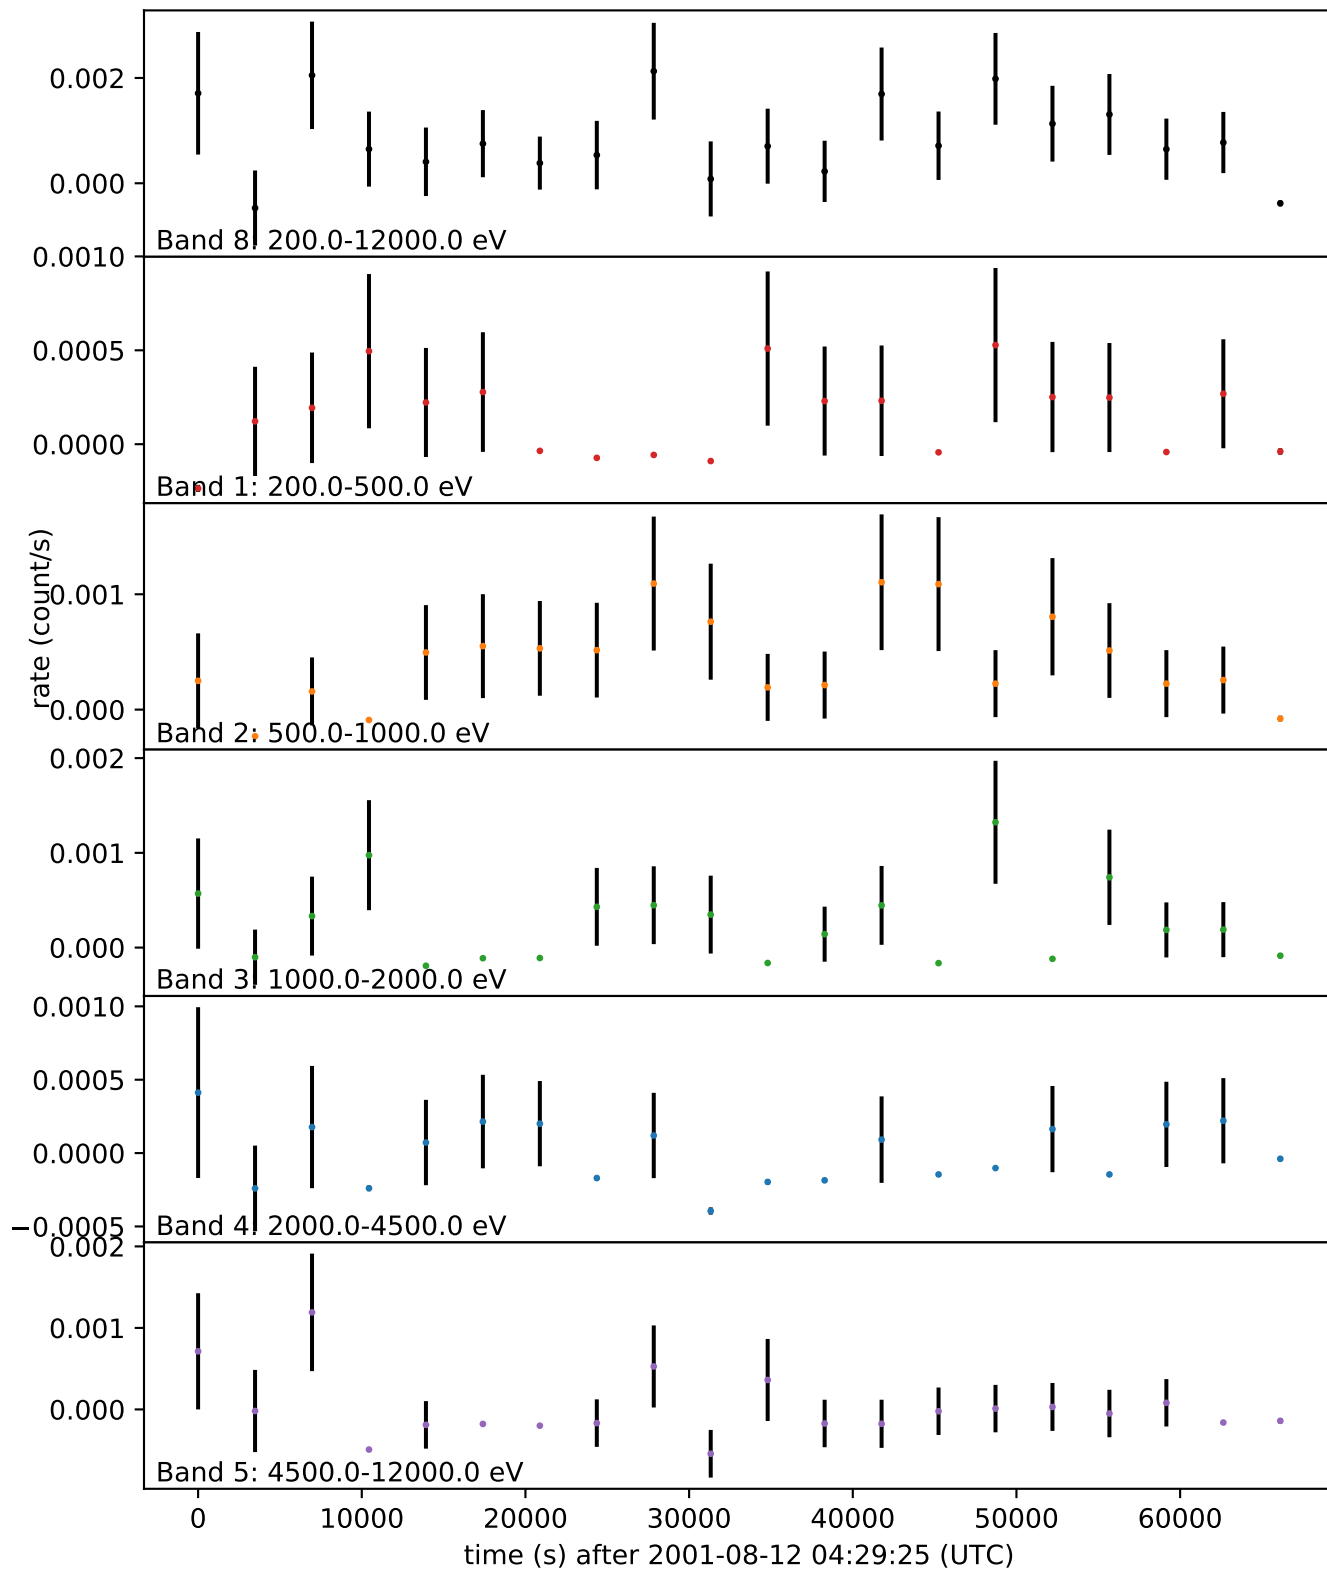 0.002
0.000
Band 8: 200.0-12000.0 eV
0.0010
0.0005
0.0000
Band 1: 200.0-500.0 eV
rate (count/s)
0.001
0.000
Band 2: 500.0-1000.0 eV
0.002
0.001
0.000
Band 3: 1000.0-2000.0 eV
0.0010
0.0005
0.0000
−0.0005
Band 4: 2000.0-4500.0 eV
0.002
0.001
0.000
Band 5: 4500.0-12000.0 eV
0 10000 20000 30000 40000 50000 60000
time (s) after 2001-08-12 04:29:25 (UTC)